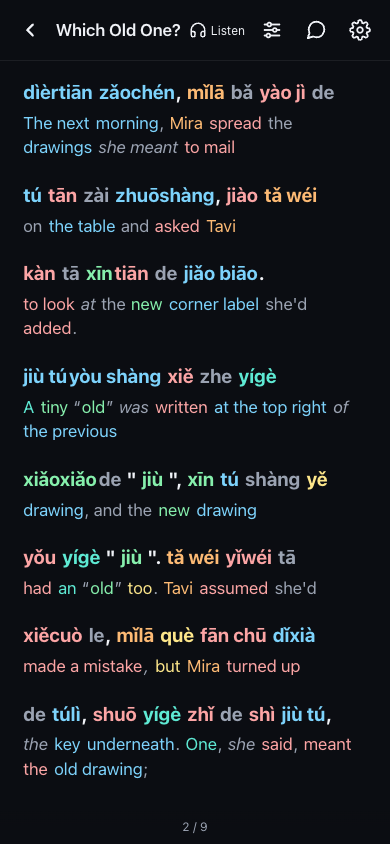 Which Old One? Listen
dìèrtiān zǎochén, mǐlā bǎ yào jì de
The next morning, Mira spread the
drawings she meant to mail
tú tān zài zhuōshàng, jiào tǎ wéi
on the table and asked Tavi
kàn tā xīntiān de jiǎo biāo.
to look at the new corner label she'd
added.
jiù tú yòu shàng xiě zhe yígè
A tiny “old” was written at the top right of
the previous
xiǎoxiǎo de " jiù ", xīn tú shàng yě
drawing, and the new drawing
yǒu yígè " jiù ". tǎ wéi yǐwéi tā
had an “old” too. Tavi assumed she'd
xiěcuò le, mǐlā què fān chū dǐxià
made a mistake, but Mira turned up
de túlì, shuō yígè zhǐ de shì jiù tú,
the key underneath. One, she said, meant
the old drawing;
2 / 9